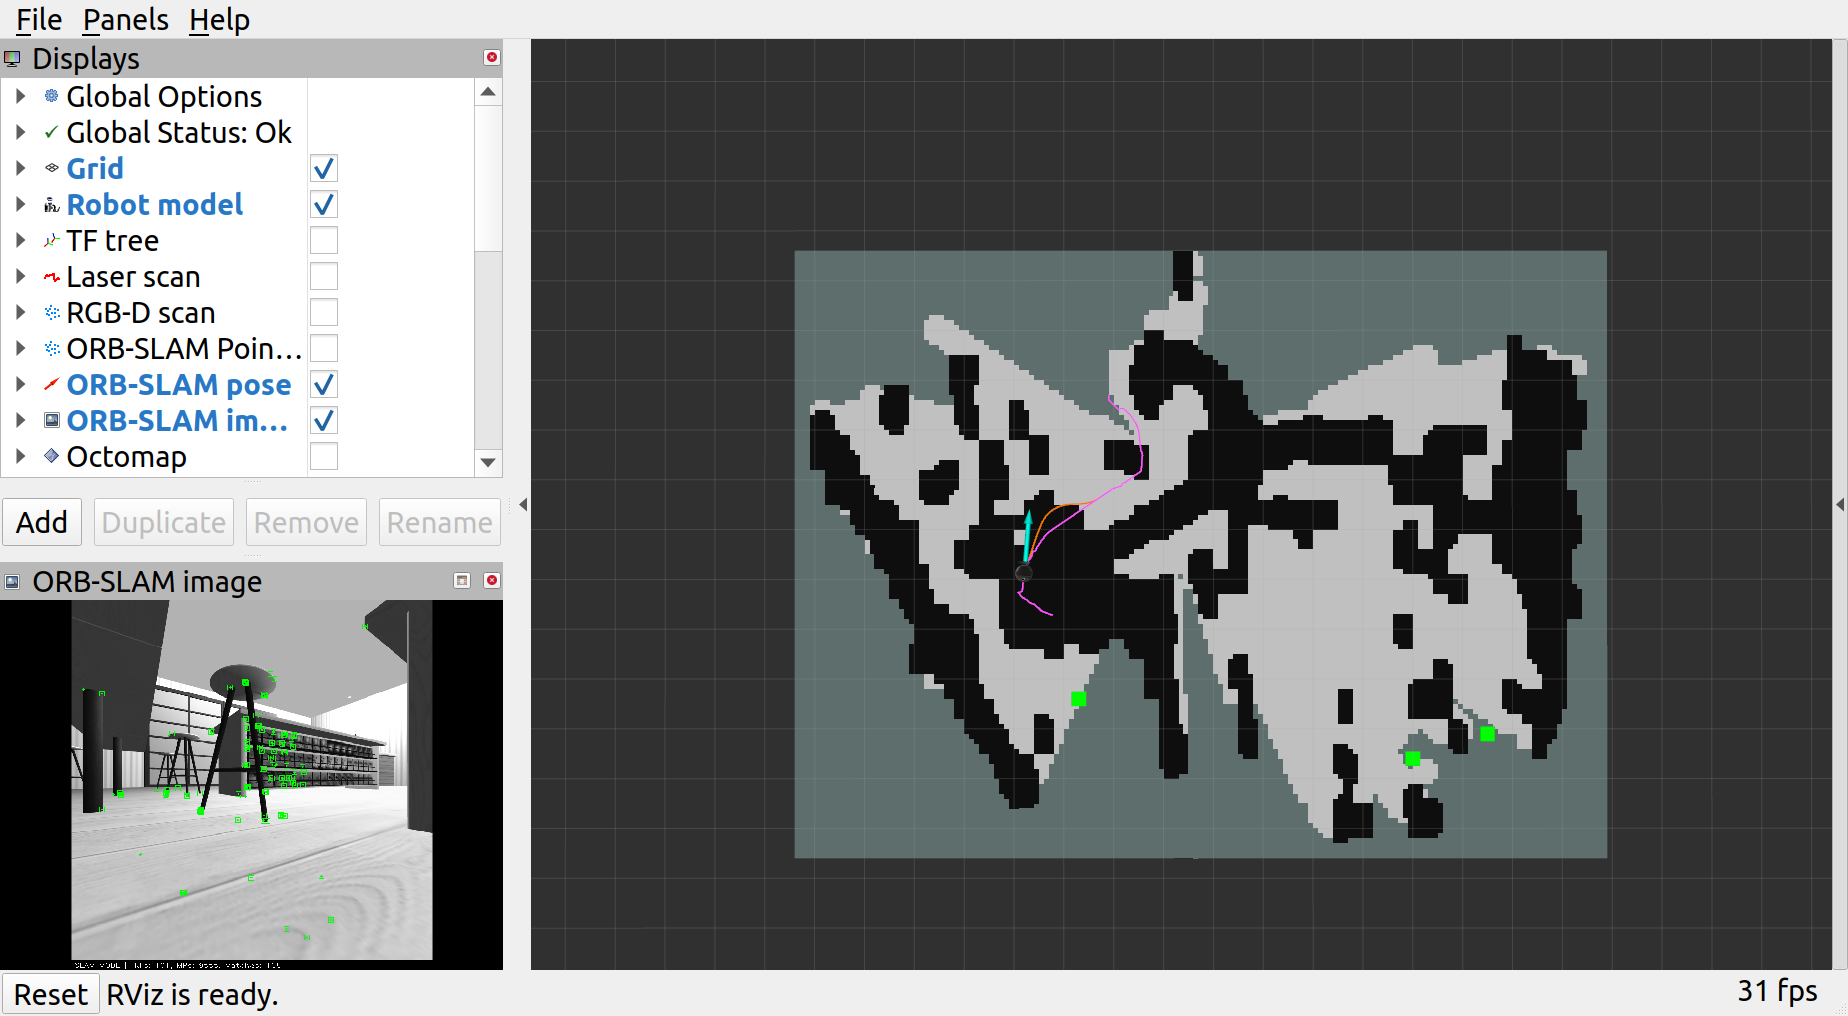 File Panels Help
Displays
Global Options
Global Status: Ok
Grid
Robot model
TF tree
Laser scan
RGB-D scan
ORB-SLAM Poin...
ORB-SLAM pose
ORB-SLAM im...
Octomap
Add Duplicate Remove Rename
ORB-SLAM image
SLAM MODE |
Reset RViz is ready.
31 fps